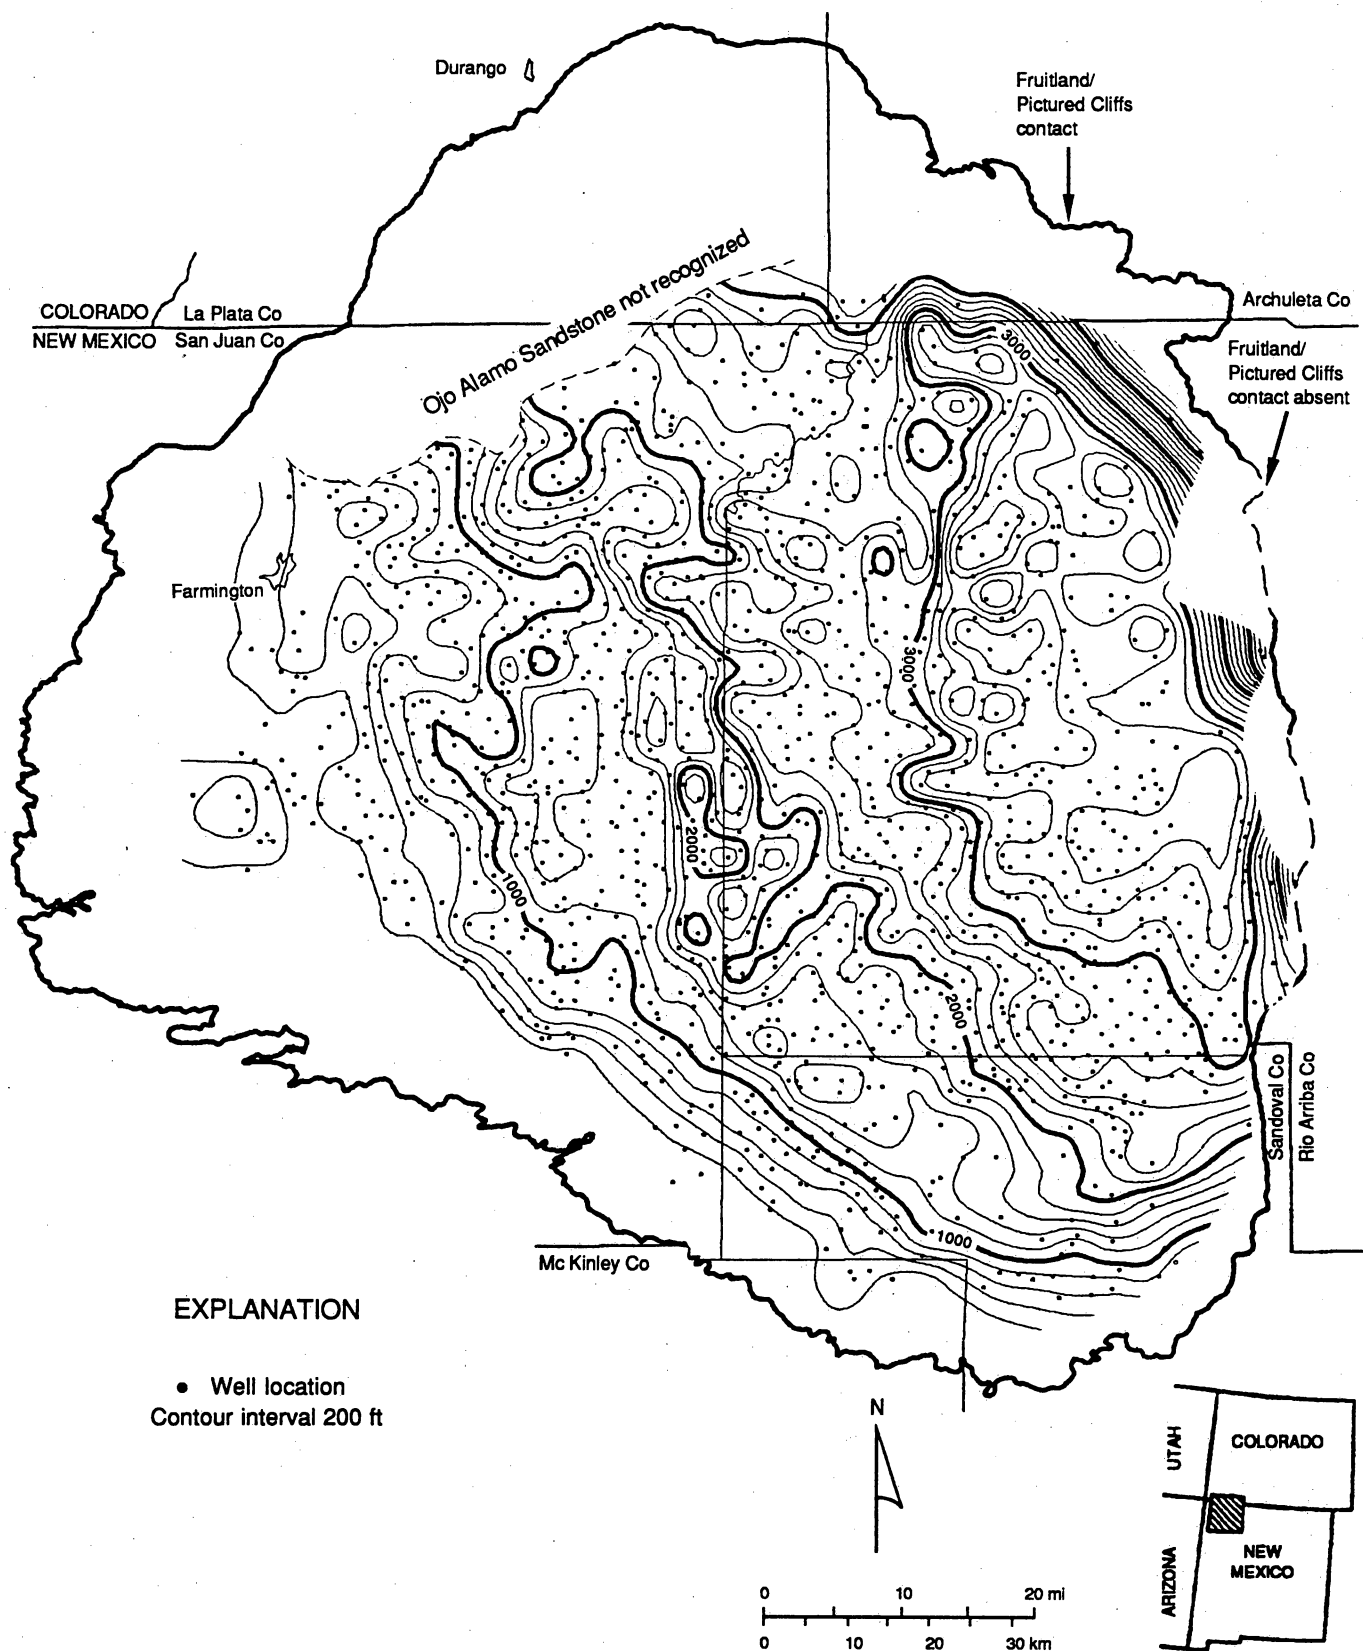 Durango
Fruitland/
Pictured Cliffs
contact
Ojo Alamo Sandstone not recognized
COLORADO
La Plata Co
Archuleta Co
NEW MEXICO
San Juan Co
3000
Fruitland/
Pictured Cliffs
contact absent
Farmington
3000
2000
1000
2000
Sandoval Co
Rio Arriba Co
1000
Mc Kinley Co
EXPLANATION
Well location
Contour interval 200 ft
N
UTAH
COLORADO
ARIZONA
NEW
MEXICO
0 10 20 mi
0 10 20 30 km